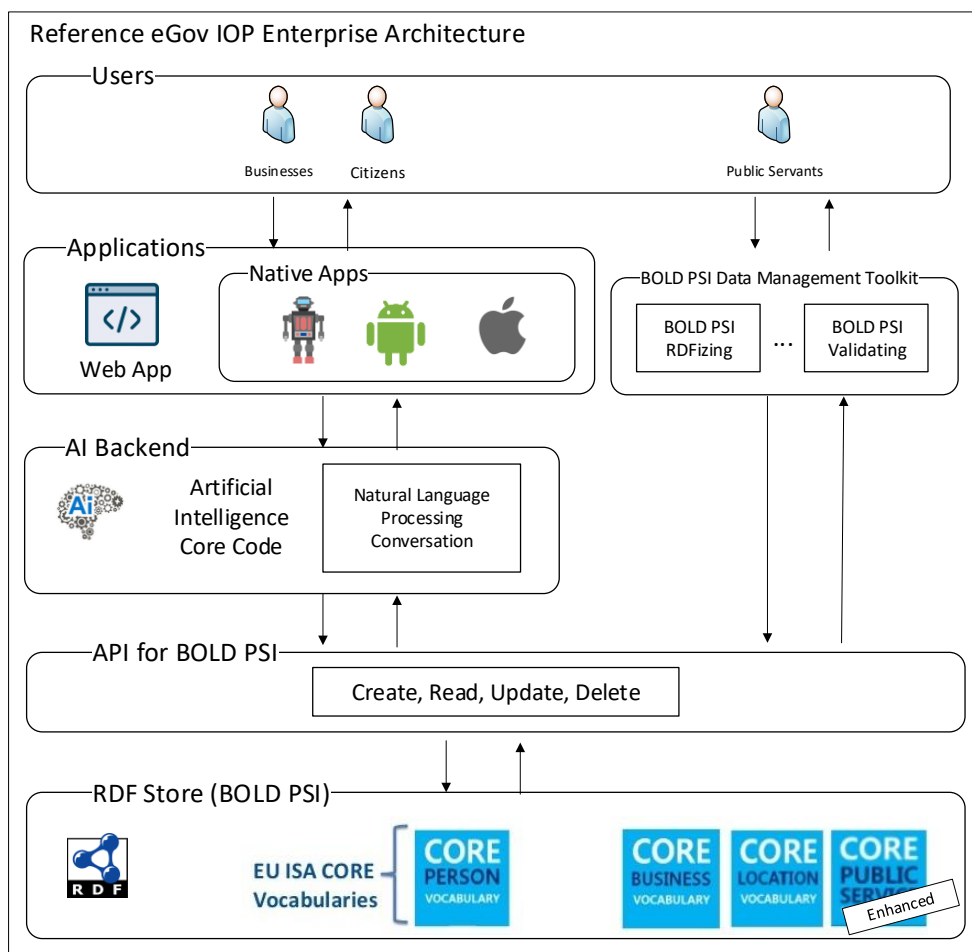 Reference eGov IOP Enterprise Architecture
Users
Businesses
Citizens
Public Servants
Applications
Native Apps
</>
Web App
BOLD PSI Data Management Toolkit
BOLD PSI
RDFizing
...
BOLD PSI
Validating
AI Backend
Ai
Artificial
Intelligence
Core Code
Natural Language
Processing
Conversation
API for BOLD PSI
Create, Read, Update, Delete
RDF Store (BOLD PSI)
RDF
EU ISA CORE
Vocabularies
CORE
PERSON
VOCABULARY
CORE
BUSINESS
VOCABULARY
CORE
LOCATION
VOCABULARY
CORE
PUBLIC
SERVICE
Enhanced